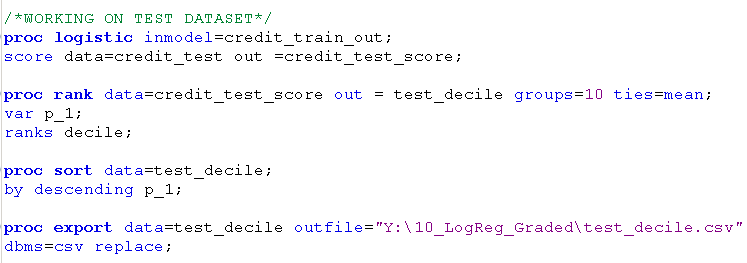 /*WORKING ON TEST DATASET*/
proc logistic inmodel=credit_train_out;
score data=credit_test out =credit_test_score;
proc rank data=credit_test_score out = test_decile groups=10 ties=mean;
var p_1;
ranks decile;
proc sort data=test_decile;
by descending p_1;
proc export data=test_decile outfile="Y:\10_LogReg_Graded\test_decile.csv"
dbms=csv replace;